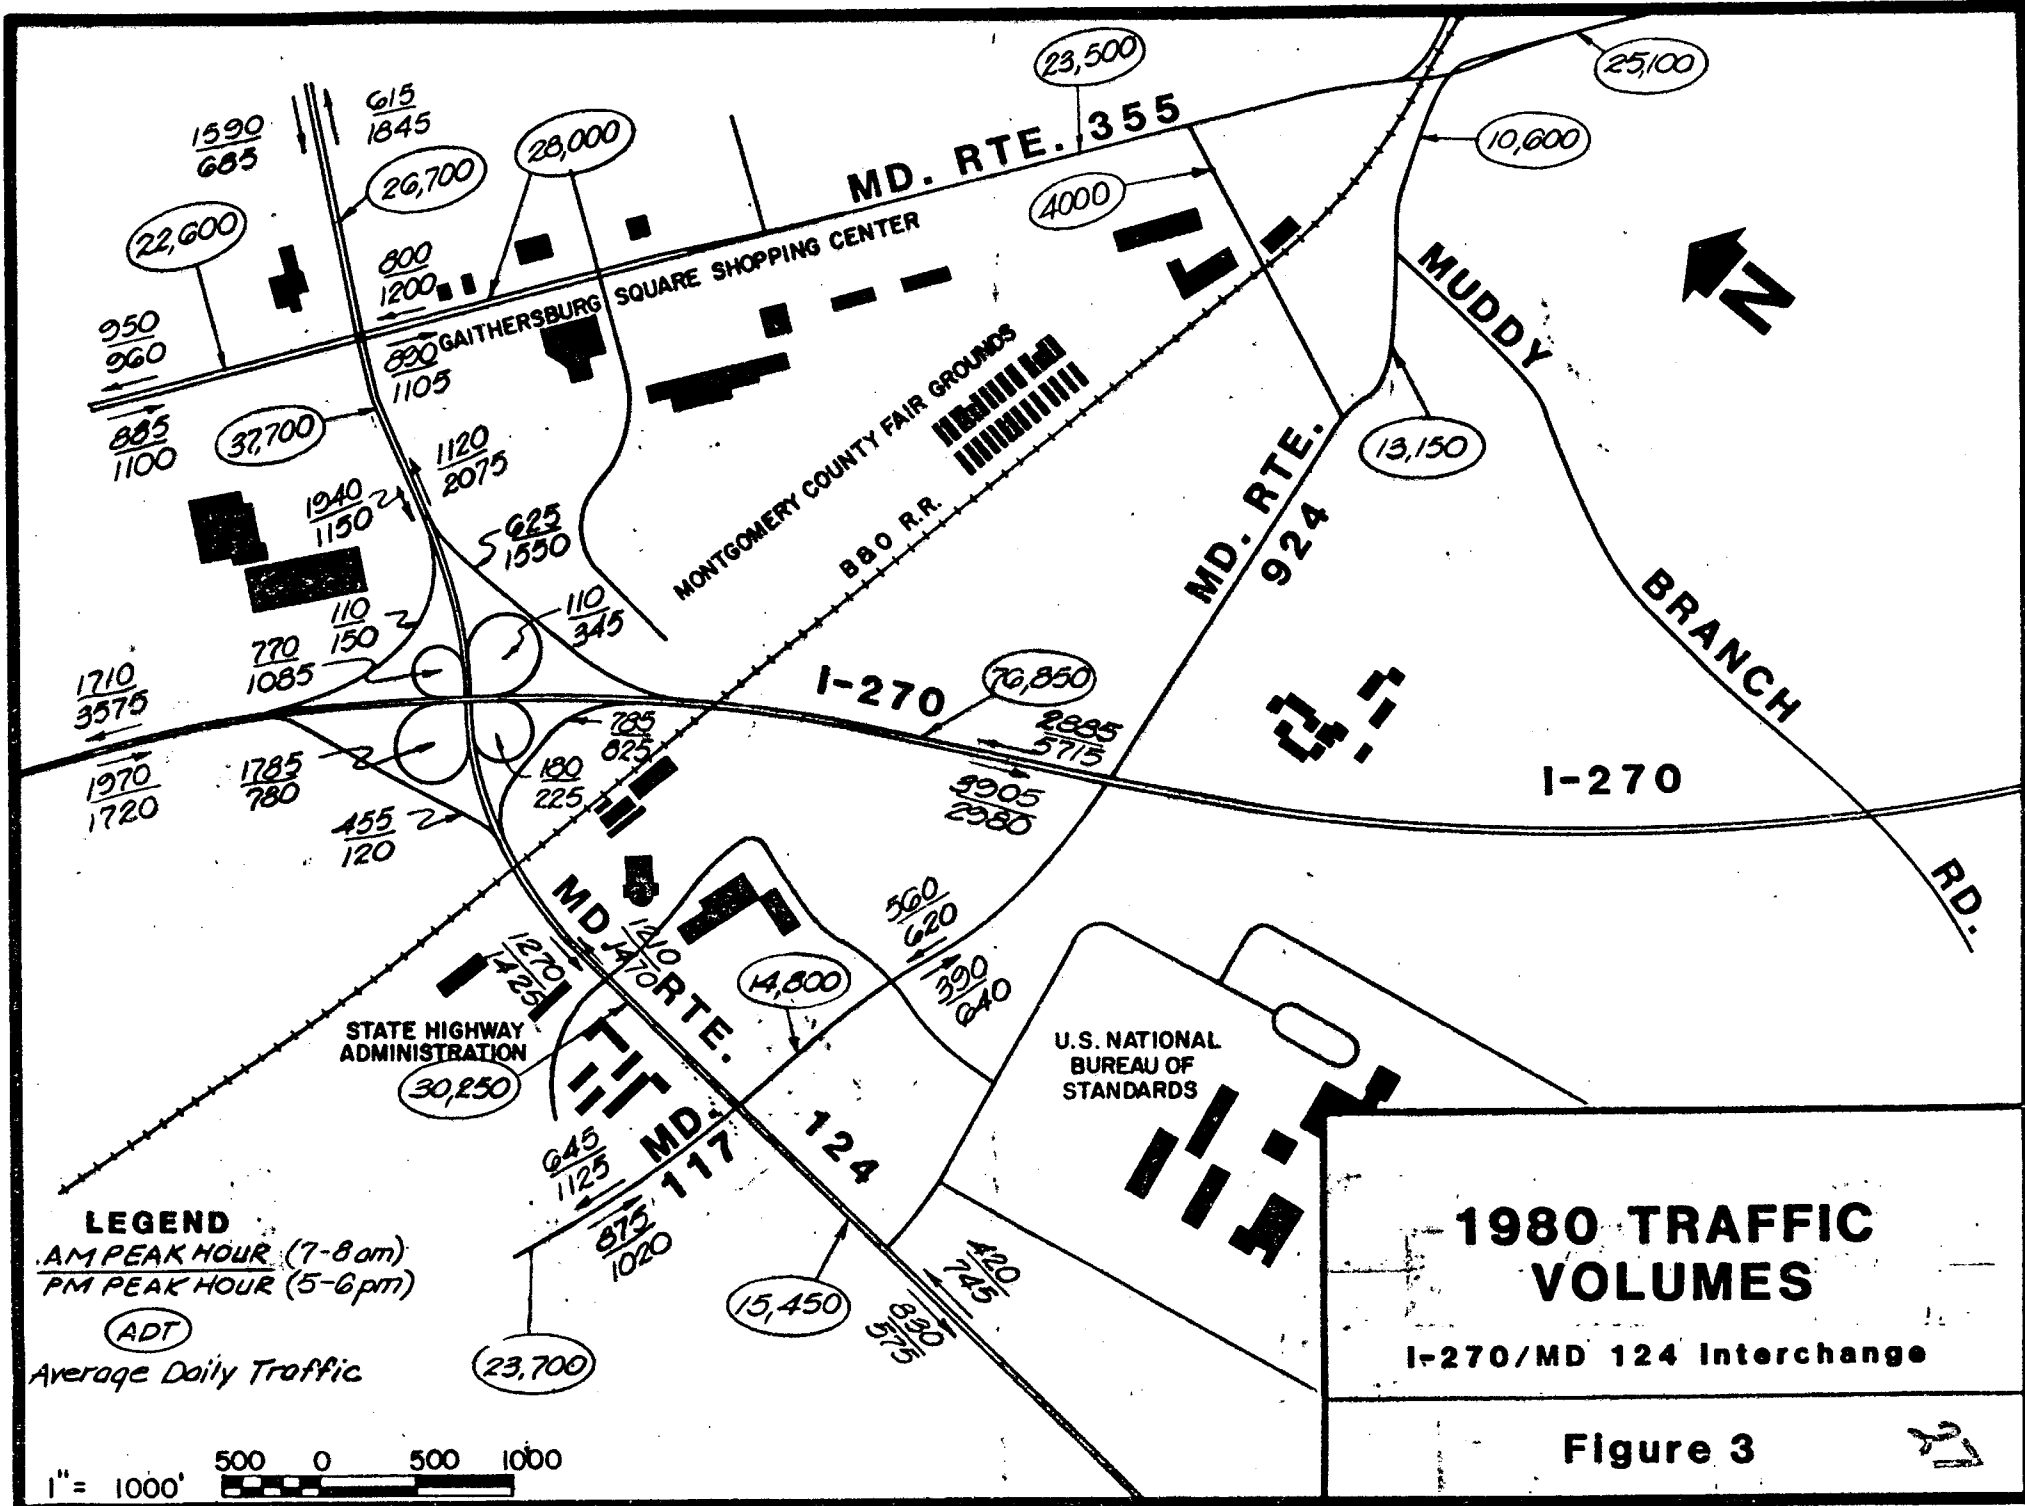 23,500
25,100
615
1845
1590
685
28,000
10,600
26,700
MD. RTE. 355
4000
22,600
800
1200
GAITHERSBURG SQUARE SHOPPING CENTER
N
MUDDY
950
960
890
1105
885
1100
37,700
13,150
1120
2075
MONTGOMERY COUNTY FAIR GROUNDS
1940
1150
625
1550
B&O R.R.
MD. RTE.
924
110
150
110
345
BRANCH
770
1085
1710
3575
I-270
76,850
2885
5715
785
825
I-270
1970
1720
1785
780
180
225
3905
2980
455
120
RD.
560
620
MD. RTE.
1210
1470
1270
1425
14,800
390
640
STATE HIGHWAY
ADMINISTRATION
U.S. NATIONAL
BUREAU OF
STANDARDS
30,250
MD.
117
124
645
1125
875
1020
LEGEND
AM PEAK HOUR (7-8 am)
PM PEAK HOUR (5-6 pm)
ADT
Average Daily Traffic
420
745
830
575
15,450
23,700
1980 TRAFFIC
VOLUMES
I-270/MD 124 Interchange
Figure 3
500 0 500 1000
1" = 1000'